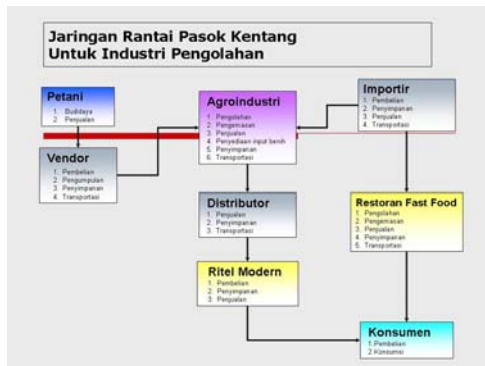 Jaringan Rantai Pasok Kentang
Untuk Industri Pengolahan
Petani
1. Budidaya
2. Penjualan
Vendor
1. Pembelian
2. Pengumpulan
3. Penyimpanan
4. Transportasi
Agroindustri
1. Pengolahan
2. Pengemasan
3. Penjualan
4. Penyediaan input benih
5. Penyimpanan
6. Transportasi
Importir
1. Pembelian
2. Penyimpanan
3. Penjualan
4. Transportasi
Distributor
1. Penjualan
2. Penyimpanan
3. Transportasi
Restoran Fast Food
1. Pengolahan
2. Pengemasan
3. Penjualan
4. Penyimpanan
5. Transportasi
Ritel Modern
1. Pembelian
2. Penyimpanan
3. Penjualan
Konsumen
1. Pembelian
2. Konsumsi